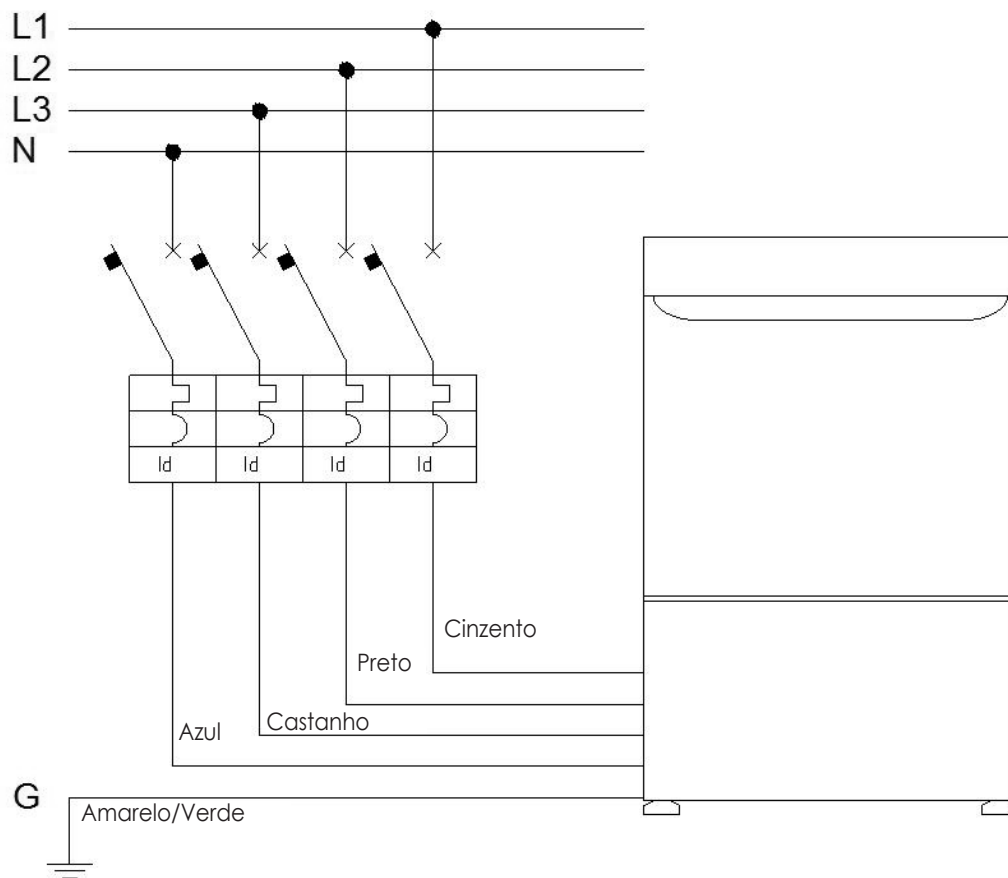 L1
L2
L3
N
Id Id Id Id
Cinzento
Preto
Castanho
Azul
G
Amarelo/Verde